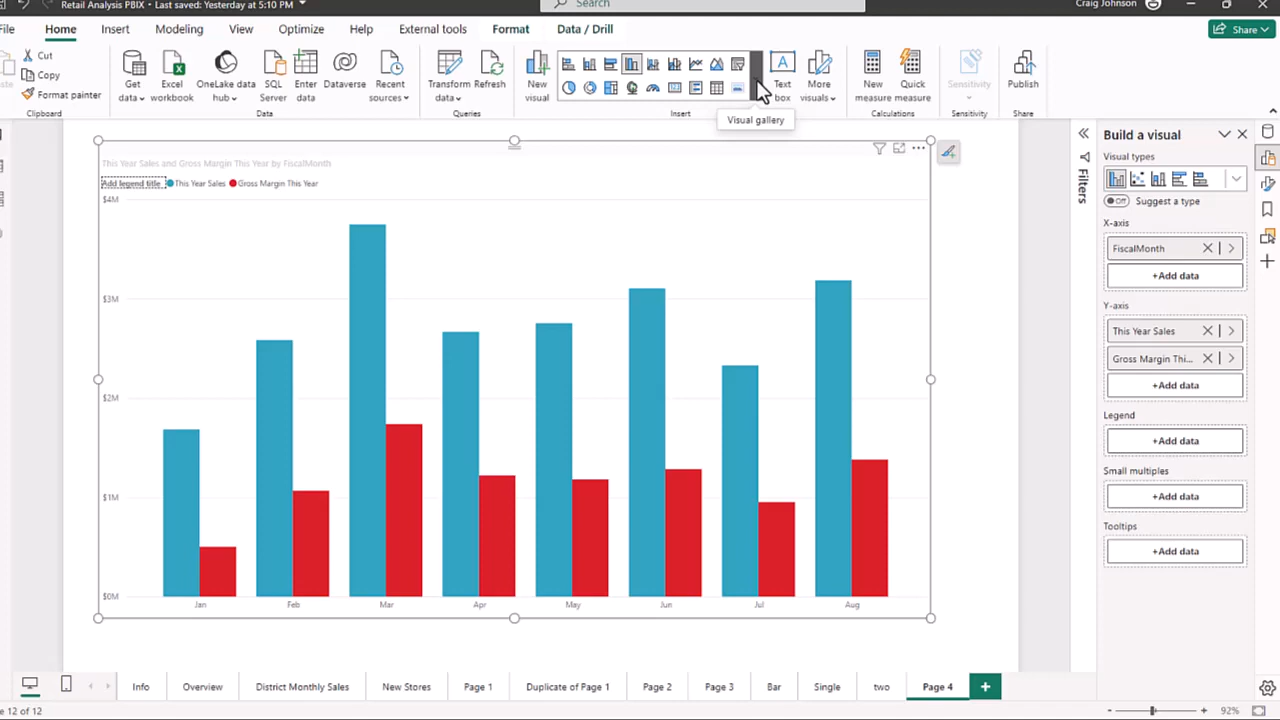 Retail Analysis PBIX • Last saved: Yesterday at 5:10 PM
Search
Craig Johnson
File Home Insert Modeling View Optimize Help External tools Format Data / Drill
Share
Cut
Copy
Format painter
Clipboard
Get data
Excel workbook
OneLake data hub
SQL Server
Enter data
Dataverse
Recent sources
Data
Transform data
Refresh
Queries
New visual
Text box
More visuals
Insert
New measure
Quick measure
Calculations
Sensitivity
Sensitivity
Publish
Share
Visual gallery
This Year Sales and Gross Margin This Year by FiscalMonth
Add legend title This Year Sales Gross Margin This Year
$4M
$3M
$2M
$1M
$0M
Jan Feb Mar Apr May Jun Jul Aug
Filters
Build a visual
Visual types
Off Suggest a type
X-axis
FiscalMonth
+Add data
Y-axis
This Year Sales
Gross Margin Thi...
+Add data
Legend
+Add data
Small multiples
+Add data
Tooltips
+Add data
Info Overview District Monthly Sales New Stores Page 1 Duplicate of Page 1 Page 2 Page 3 Bar Single two Page 4
12 of 12
92%